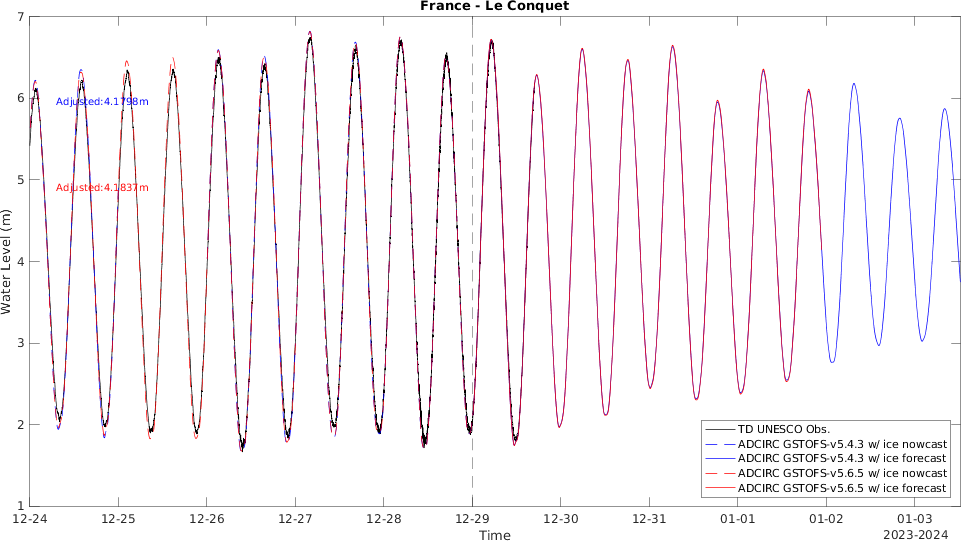 France - Le Conquet
7
6
5
4
3
2
1
Water Level (m)
Adjusted:4.1798m
Adjusted:4.1837m
TD UNESCO Obs.
ADCIRC GSTOFS-v5.4.3 w/ ice nowcast
ADCIRC GSTOFS-v5.4.3 w/ ice forecast
ADCIRC GSTOFS-v5.6.5 w/ ice nowcast
ADCIRC GSTOFS-v5.6.5 w/ ice forecast
12-24 12-25 12-26 12-27 12-28 12-29 12-30 12-31 01-01 01-02 01-03
Time
2023-2024